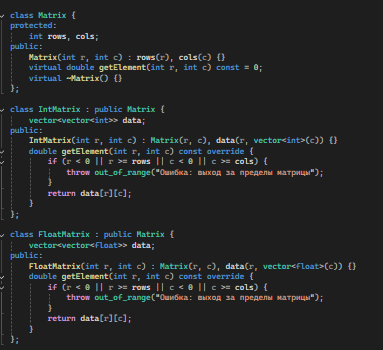 class Matrix {
protected:
    int rows, cols;
public:
    Matrix(int r, int c) : rows(r), cols(c) {}
    virtual double getElement(int r, int c) const = 0;
    virtual ~Matrix() {}
};
class IntMatrix : public Matrix {
    vector<vector<int>> data;
public:
    IntMatrix(int r, int c) : Matrix(r, c), data(r, vector<int>(c)) {}
    double getElement(int r, int c) const override {
        if (r < 0 || r >= rows || c < 0 || c >= cols) {
            throw out_of_range("Ошибка: выход за пределы матрицы");
        }
        return data[r][c];
    }
};
class FloatMatrix : public Matrix {
    vector<vector<float>> data;
public:
    FloatMatrix(int r, int c) : Matrix(r, c), data(r, vector<float>(c)) {}
    double getElement(int r, int c) const override {
        if (r < 0 || r >= rows || c < 0 || c >= cols) {
            throw out_of_range("Ошибка: выход за пределы матрицы");
        }
        return data[r][c];
    }
};